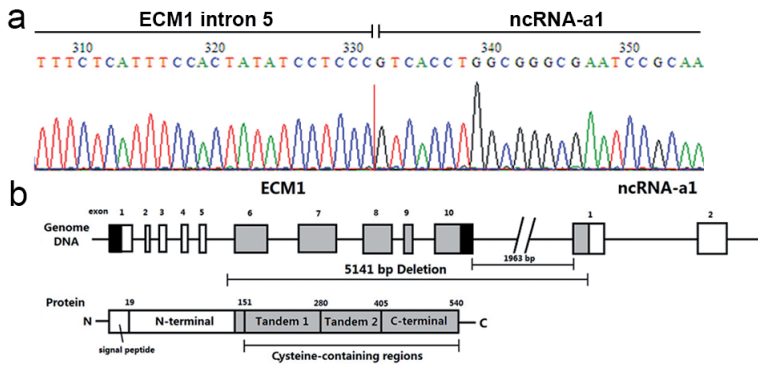 a
ECM1 intron 5 ncRNA-a1
310 320 330 340 350
TTTCTCATTTCCACTATATCCTCCCGTCACCTGGCGGGCGAATCCGCAA
b
ECM1 ncRNA-a1
exon 1 2 3 4 5 6 7 8 9 10 1 2
Genome
DNA
1963 bp
5141 bp Deletion
Protein 19 151 280 405 540
N N-terminal Tandem 1 Tandem 2 C-terminal C
signal peptide
Cysteine-containing regions